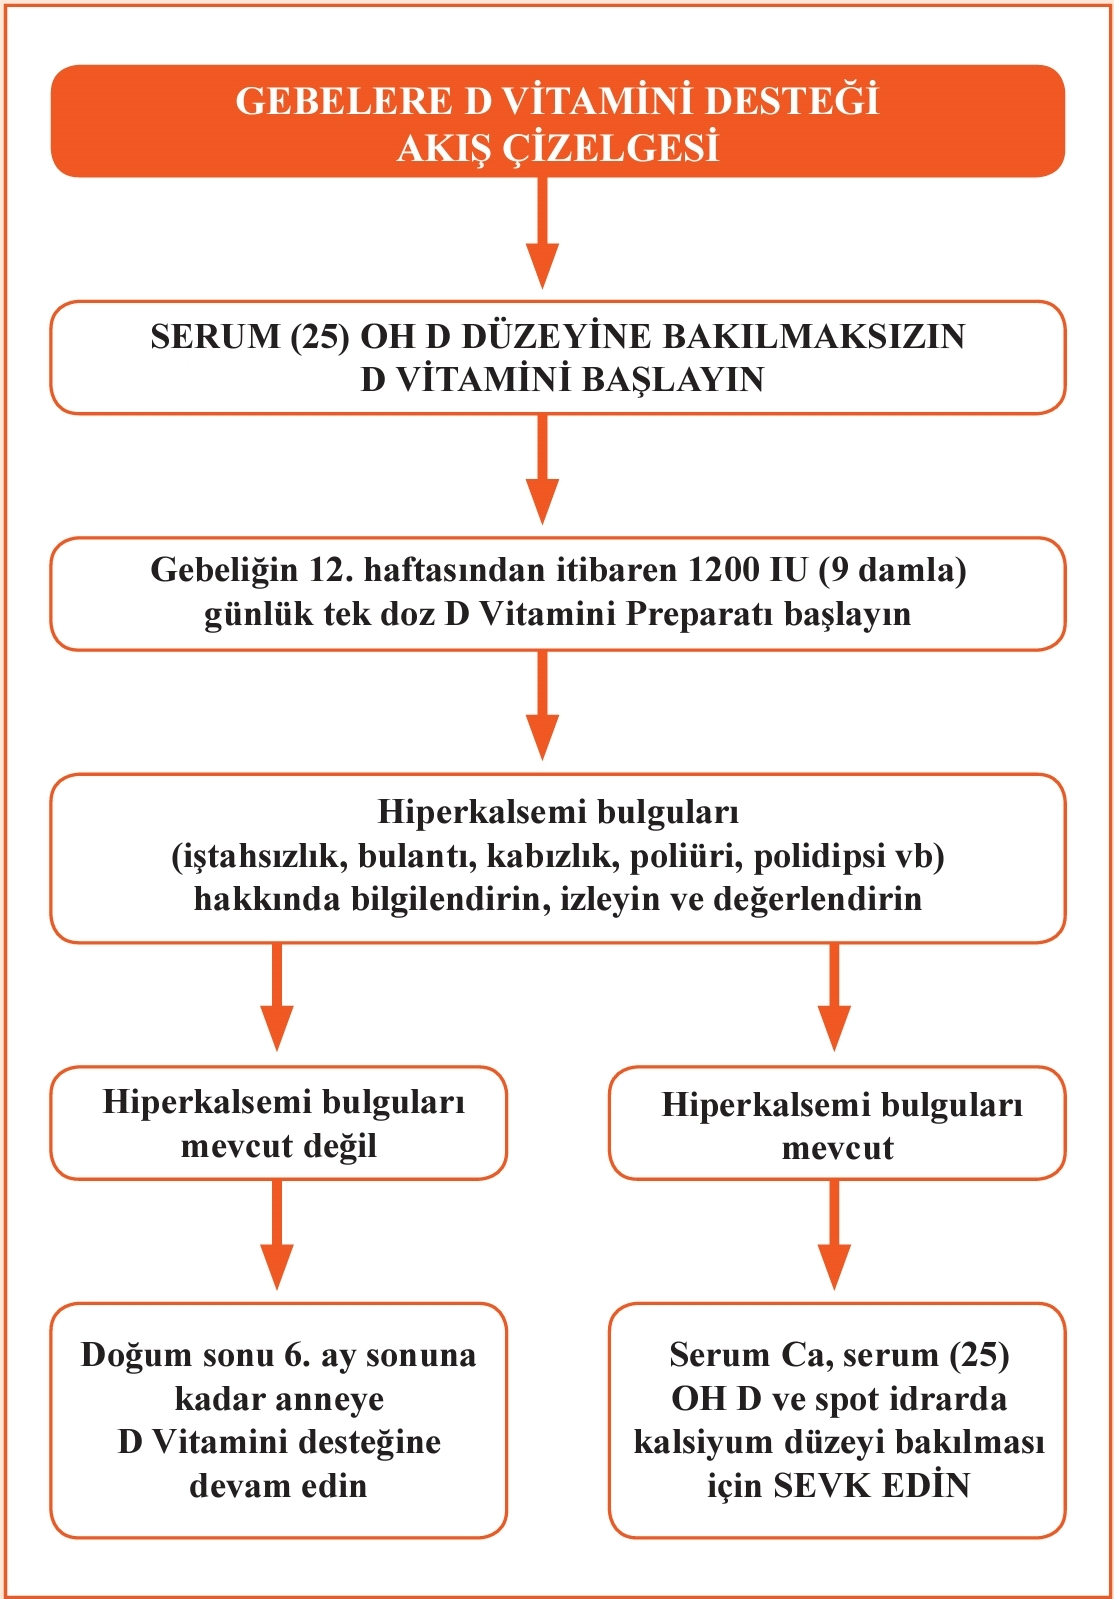 GEBELERE D VİTAMİNİ DESTEĞİ
AKIŞ ÇİZELGESİ
SERUM (25) OH D DÜZEYİNE BAKILMAKSIZIN
D VİTAMİNİ BAŞLAYIN
Gebeliğin 12. haftasından itibaren 1200 IU (9 damla)
günlük tek doz D Vitamini Preparatı başlayın
Hiperkalsemi bulguları
(iştahsızlık, bulantı, kabızlık, poliüri, polidipsi vb)
hakkında bilgilendirin, izleyin ve değerlendirin
Hiperkalsemi bulguları
mevcut değil
Hiperkalsemi bulguları
mevcut
Doğum sonu 6. ay sonuna
kadar anneye
D Vitamini desteğine
devam edin
Serum Ca, serum (25)
OH D ve spot idrarda
kalsiyum düzeyi bakılması
için SEVK EDİN